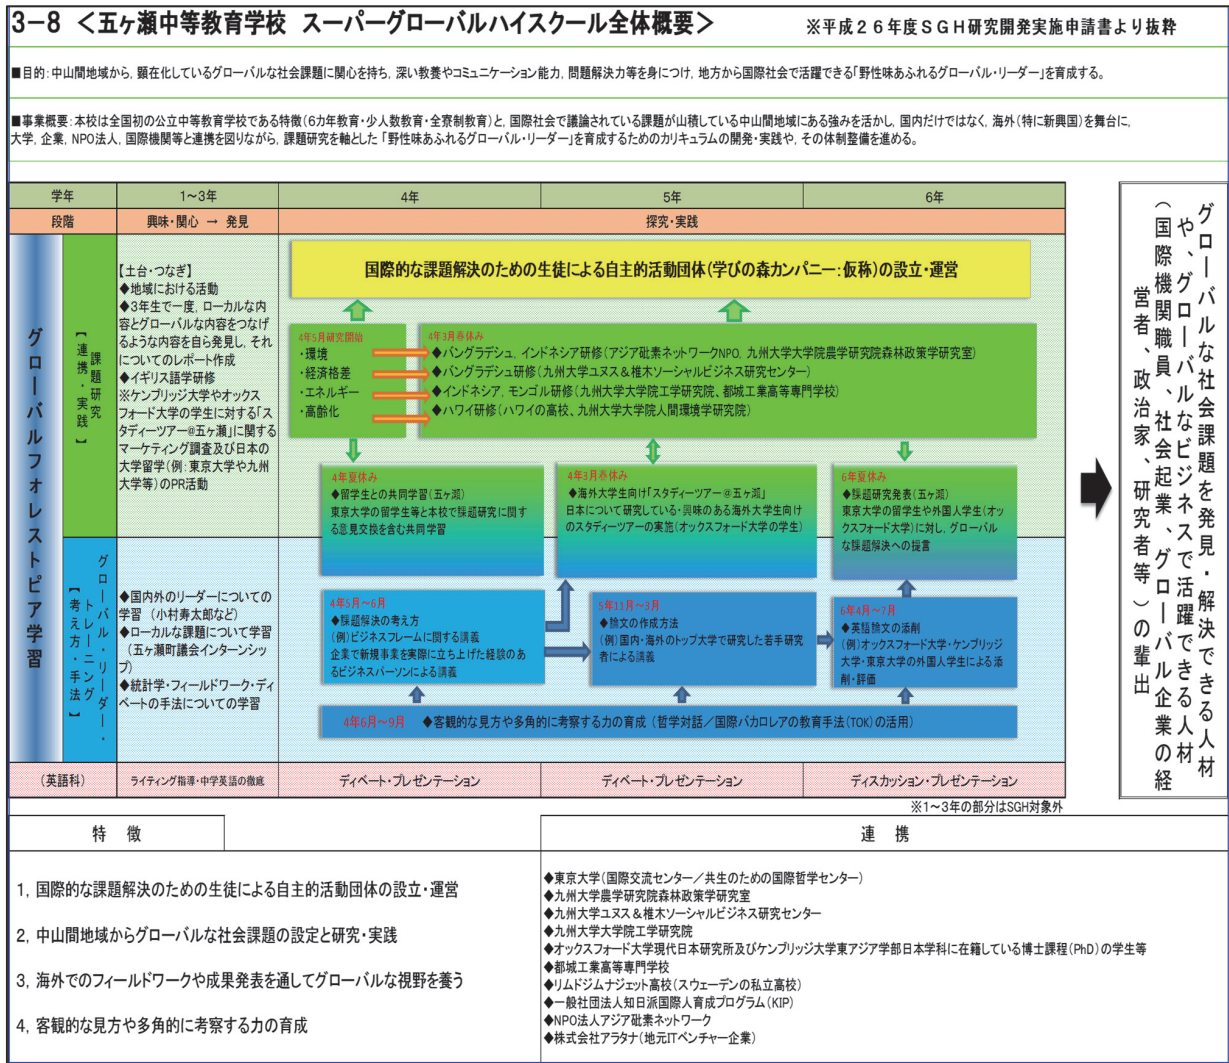 3－8 ＜五ヶ瀬中等教育学校 スーパーグローバルハイスクール全体概要＞
※平成２６年度ＳＧＨ研究開発実施申請書より抜粋
■目的：中山間地域から，顕在化しているグローバルな社会課題に関心を持ち，深い教養やコミュニケーション能力，問題解決力等を身につけ，地方から国際社会で活躍できる「野性味あふれるグローバル・リーダー」を育成する。
■事業概要：本校は全国初の公立中等教育学校である特徴（6カ年教育・少人数教育・全寮制教育）と，国際社会で議論されている課題が山積している中山間地域にある強みを活かし，国内だけではなく，海外（特に新興国）を舞台に，
大学，企業，NPO法人，国際機関等と連携を図りながら，課題研究を軸とした「野性味あふれるグローバル・リーダー」を育成するためのカリキュラムの開発・実践や，その体制整備を進める。
学年
1～3年
4年
5年
6年
段階
興味・関心 → 発見
探究・実践
グローバルフォレストピア学習
課題研究
【連携・実践】
【土台・つなぎ】
◆地域における活動
◆3年生で一度，ローカルな内
容とグローバルな内容をつなげ
るような内容を自ら発見し，それ
についてのレポート作成
◆イギリス語学研修
※ケンブリッジ大学やオックス
フォード大学の学生に対する「ス
タディーツアー＠五ヶ瀬」に関する
マーケティング調査及び日本の
大学留学（例：東京大学や九州
大学等）のPR活動
国際的な課題解決のための生徒による自主的活動団体（学びの森カンパニー：仮称）の設立・運営
4年5月研究開始
・環境
・経済格差
・エネルギー
・高齢化
4年3月春休み
◆バングラデシュ，インドネシア研修（アジア砒素ネットワークNPO，九州大学大学院農学研究院森林政策学研究室）
◆バングラデシュ研修（九州大学ユヌス＆椎木ソーシャルビジネス研究センター）
◆インドネシア，モンゴル研修（九州大学大学院工学研究院，都城工業高等専門学校）
◆ハワイ研修（ハワイの高校、九州大学大学院人間環境学研究院）
4年夏休み
◆留学生との共同学習（五ヶ瀬）
東京大学の留学生等と本校で課題研究に関す
る意見交換を含む共同学習
4年3月春休み
◆海外大学生向け「スタディーツアー＠五ヶ瀬」
日本について研究している・興味のある海外大学生向け
のスタディーツアーの実施（オックスフォード大学の学生）
6年夏休み
◆課題研究発表（五ヶ瀬）
東京大学の留学生や外国人学生（オッ
クスフォード大学）に対し，グローバル
な課題解決への提言
グローバル・リーダー・
トレーニング
【考え方・手法】
◆国内外のリーダーについての
学習 （小村寿太郎など）
◆ローカルな課題について学習
（五ヶ瀬町議会インターンシッ
プ）
◆統計学・フィールドワーク・ディ
ベートの手法についての学習
4年5月～6月
◆課題解決の考え方
（例）ビジネスフレームに関する講義
企業で新規事業を実際に立ち上げた経験のあ
るビジネスパーソンによる講義
5年11月～3月
◆論文の作成方法
（例）国内・海外のトップ大学で研究した若手研究
者による講義
6年4月～7月
◆英語論文の添削
（例）オックスフォード大学・ケンブリッジ
大学・東京大学の外国人学生による添
削・評価
4年6月～9月 ◆客観的な見方や多角的に考察する力の育成（哲学対話／国際バカロレアの教育手法（TOK）の活用）
（英語科）
ライティング指導・中学英語の徹底
ディベート・プレゼンテーション
ディベート・プレゼンテーション
ディスカッション・プレゼンテーション
※1～3年の部分はSGH対象外
グローバルな社会課題を発見・解決できる人材
や、グローバルなビジネスで活躍できる人材
（国際機関職員、社会起業、グローバル企業の経
営者、政治家、研究者等）の輩出
特 徴
1，国際的な課題解決のための生徒による自主的活動団体の設立・運営
2，中山間地域からグローバルな社会課題の設定と研究・実践
3，海外でのフィールドワークや成果発表を通してグローバルな視野を養う
4，客観的な見方や多角的に考察する力の育成
連 携
◆東京大学（国際交流センター／共生のための国際哲学センター）
◆九州大学農学研究院森林政策学研究室
◆九州大学ユヌス＆椎木ソーシャルビジネス研究センター
◆九州大学大学院工学研究院
◆オックスフォード大学現代日本研究所及びケンブリッジ大学東アジア学部日本学科に在籍している博士課程（PhD）の学生等
◆都城工業高等専門学校
◆リムドジムナジェット高校（スウェーデンの私立高校）
◆一般社団法人知日派国際人育成プログラム（KIP）
◆NPO法人アジア砒素ネットワーク
◆株式会社アラタナ（地元ITベンチャー企業）